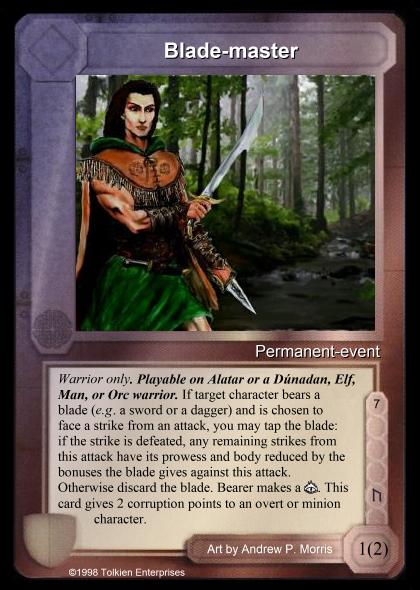 Blade-master
Permanent-event
Warrior only. Playable on Alatar or a Dúnadan, Elf,
Man, or Orc warrior. If target character bears a
blade (e.g. a sword or a dagger) and is chosen to
face a strike from an attack, you may tap the blade:
if the strike is defeated, any remaining strikes from
this attack have its prowess and body reduced by the
bonuses the blade gives against this attack.
Otherwise discard the blade. Bearer makes a . This
card gives 2 corruption points to an overt or minion
character.
7
Art by Andrew P. Morris
1(2)
©1998 Tolkien Enterprises